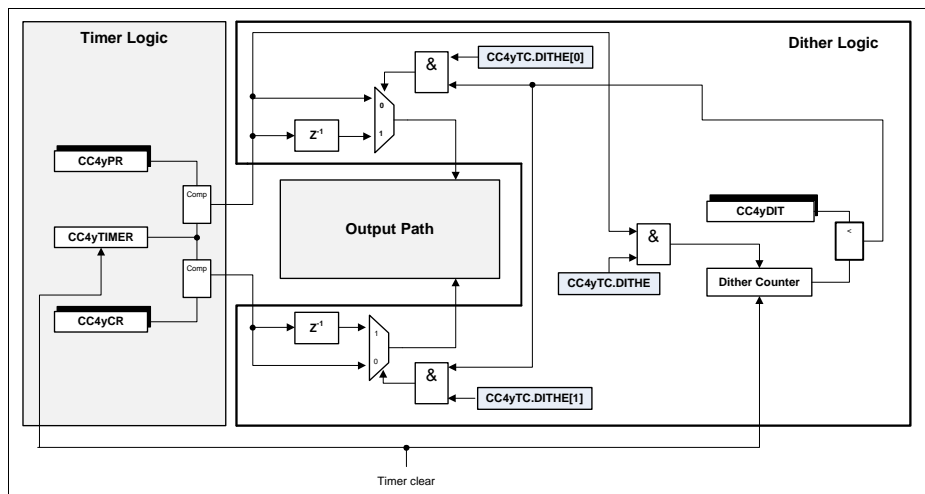 Timer Logic
Dither Logic
&
CC4yTC.DITHE[0]
0
1
Z-1
CC4yPR
Comp
CC4yTIMER
Output Path
CC4yDIT
<
&
CC4yTC.DITHE
Dither Counter
Comp
CC4yCR
Z-1
1
0
&
CC4yTC.DITHE[1]
Timer clear